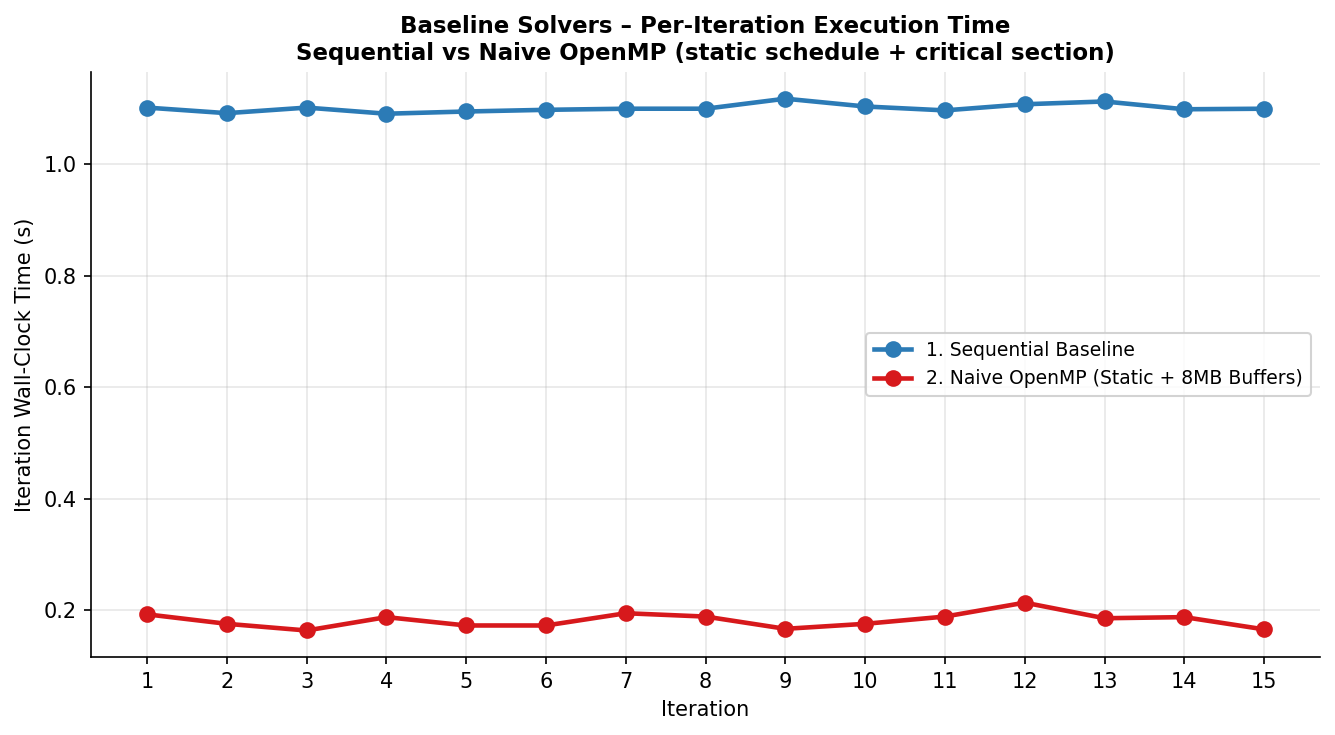 Baseline Solvers – Per-Iteration Execution Time
Sequential vs Naive OpenMP (static schedule + critical section)
Iteration Wall-Clock Time (s)
1.0
0.8
0.6
0.4
0.2
1. Sequential Baseline
2. Naive OpenMP (Static + 8MB Buffers)
1 2 3 4 5 6 7 8 9 10 11 12 13 14 15
Iteration